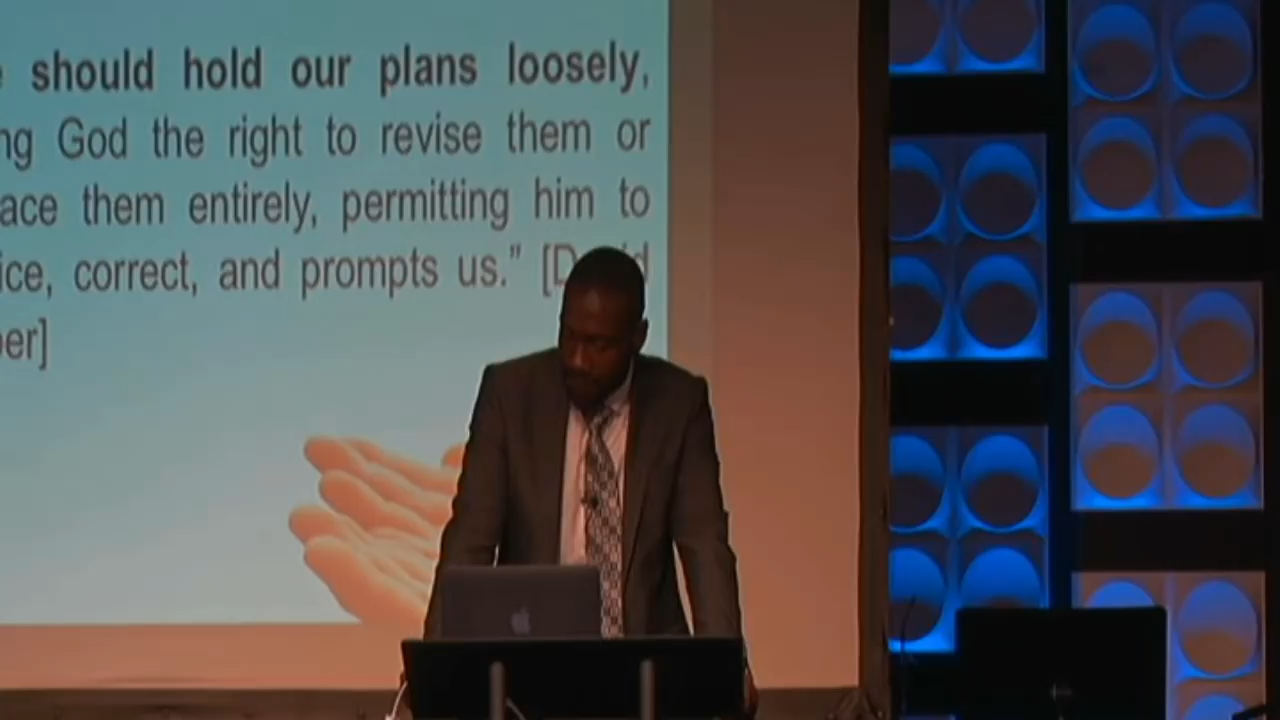 should hold our plans loosely,
God the right to revise them or
them entirely, permitting him to
correct, and prompts us.” [